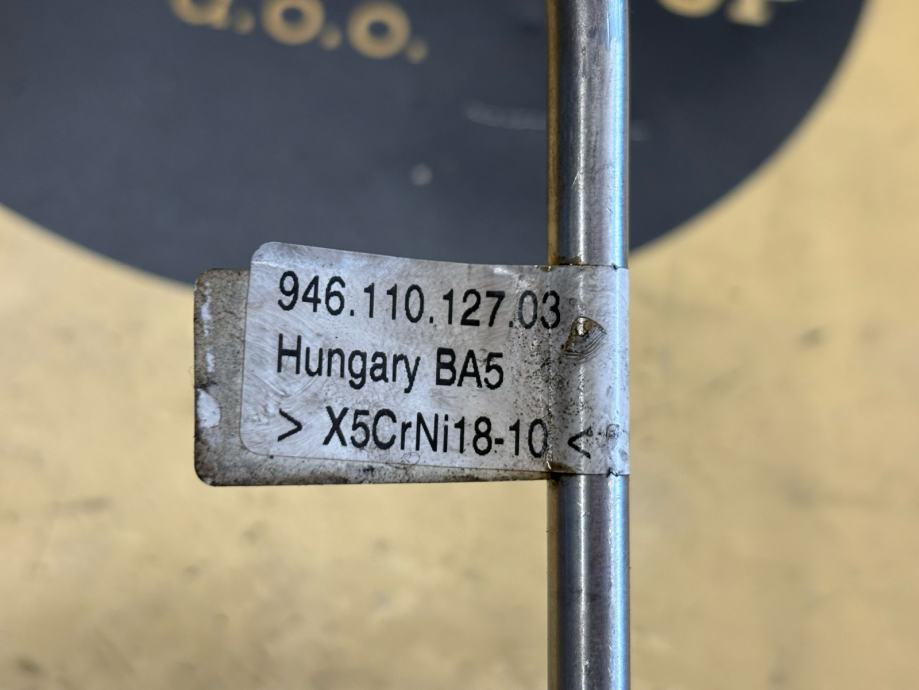 d.o.o.
946.110.127.03
Hungary BA5
> X5CrNi18-10 <